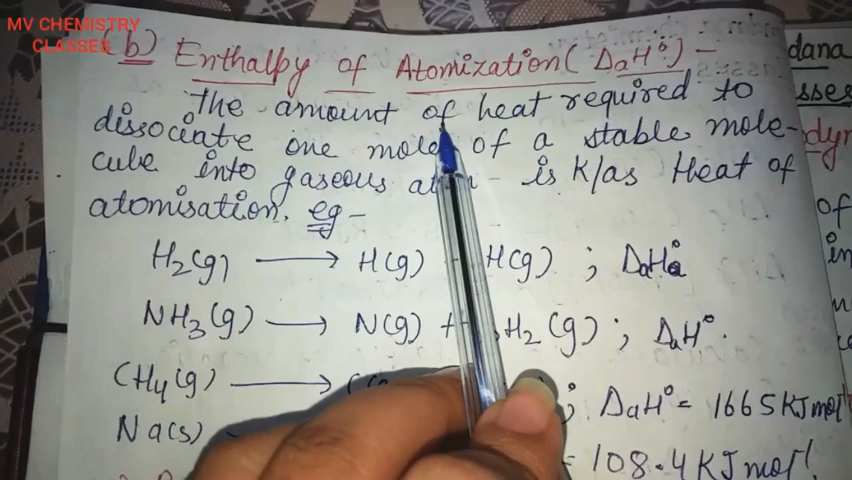 MV CHEMISTRY
CLASSES
(b) Enthalpy of Atomization (ΔaH°) -
The amount of heat required to
dissociate one mole of a stable mole-
cule into gaseous - is K/as Heat of
atomisation. eg -
H2(g) → H(g) H(g) ; ΔaH°
NH3(g) → N(g) + H2(g) ; ΔaH°.
CH4(g) → ; ΔaH° = 1665 KJ mol
Na(s) = 108.4 KJ mol
dana
sses
dyn
of
in